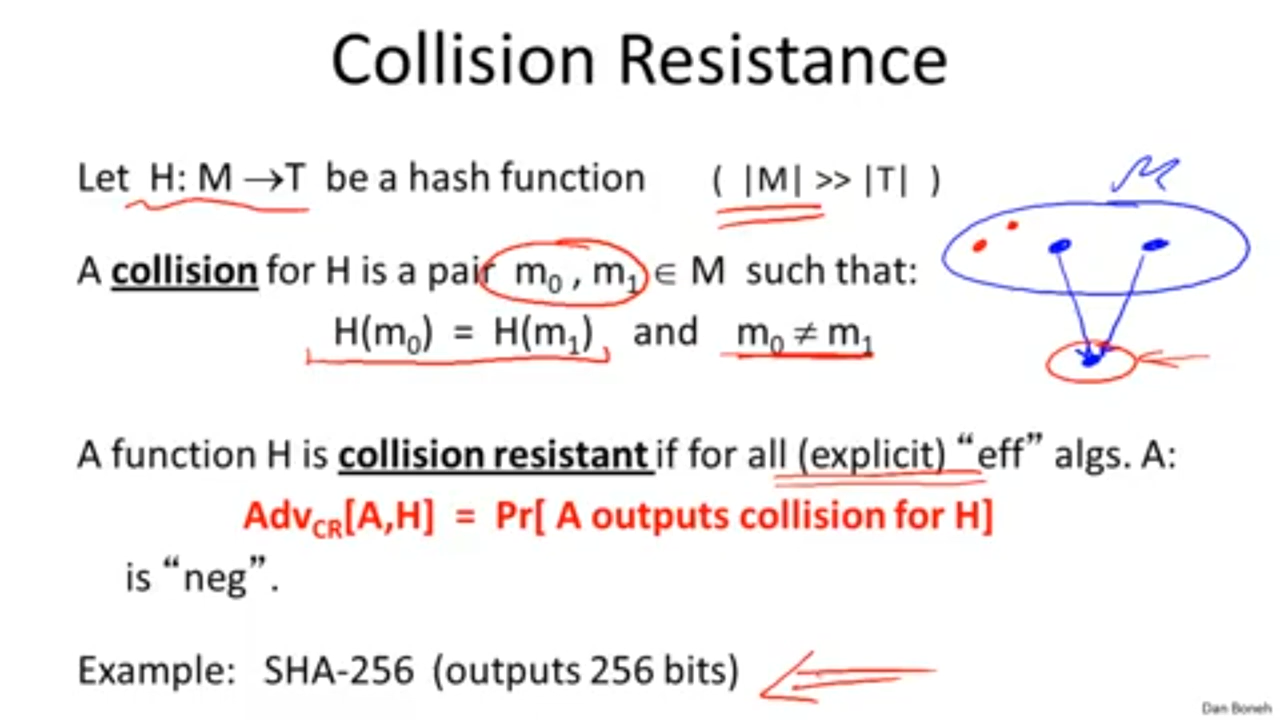 Collision Resistance
Let H: M →T be a hash function ( |M| >> |T| )
M
A collision for H is a pair m₀ , m₁ ∈ M such that:
H(m₀) = H(m₁) and m₀ ≠ m₁
A function H is collision resistant if for all (explicit) “eff” algs. A:
Adv_CR[A,H] = Pr[ A outputs collision for H]
is “neg”.
Example: SHA-256 (outputs 256 bits)
Dan Boneh